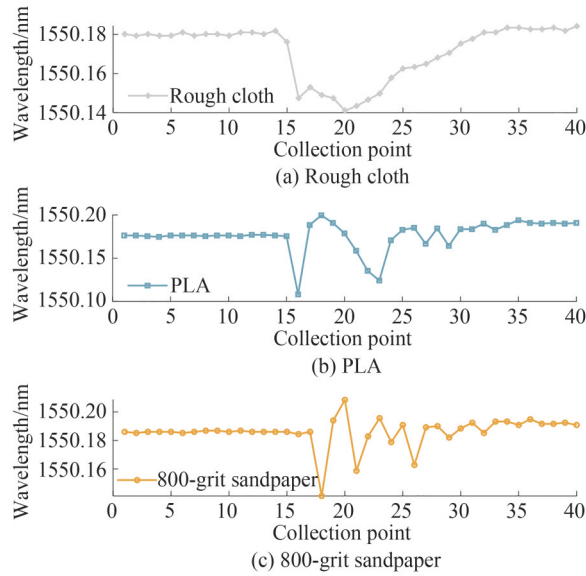 Wavelength/nm
1550.18
1550.16
1550.14
Rough cloth
0 5 10 15 20 25 30 35 40
Collection point
(a) Rough cloth
Wavelength/nm
1550.20
1550.15
1550.10
PLA
0 5 10 15 20 25 30 35 40
Collection point
(b) PLA
Wavelength/nm
1550.20
1550.18
1550.16
800-grit sandpaper
0 5 10 15 20 25 30 35 40
Collection point
(c) 800-grit sandpaper